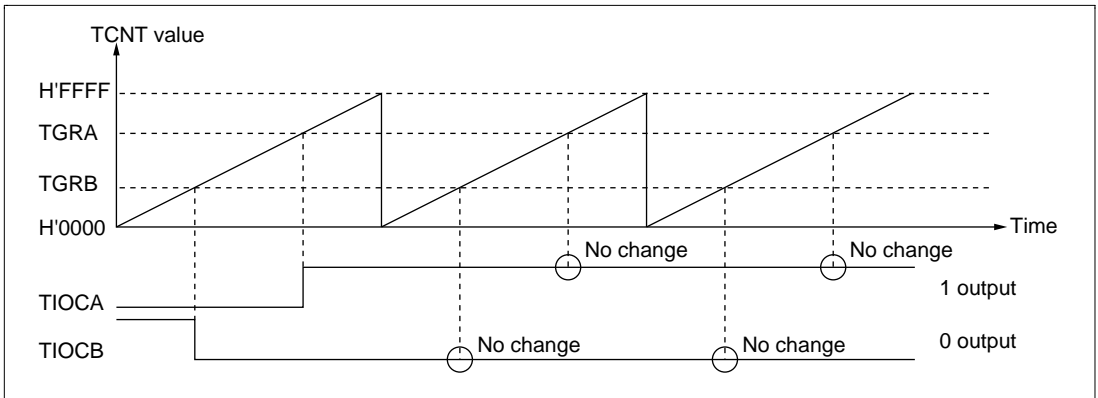 TCNT value
H'FFFF
TGRA
TGRB
H'0000
Time
No change
No change
TIOCA
1 output
No change
No change
TIOCB
0 output